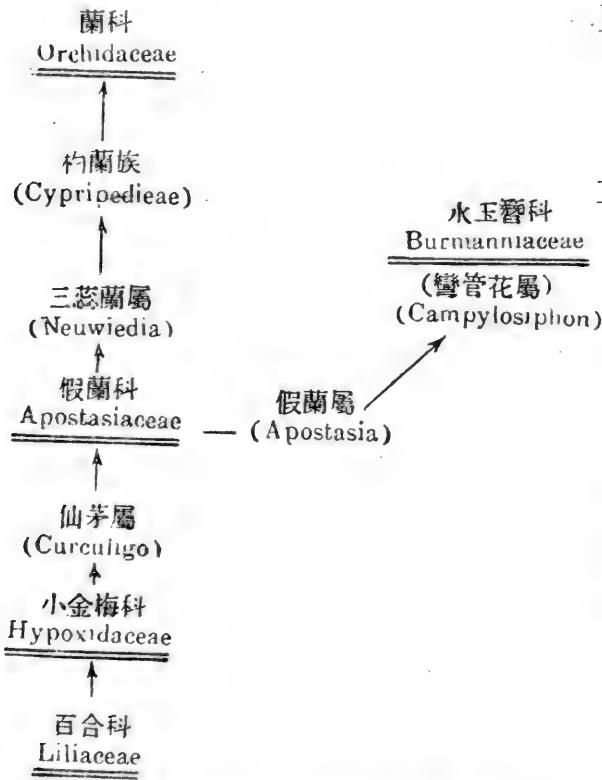 蘭科
Orchidaceae
杓蘭族
(Cypripedieae)
水玉簪科
Burmanniaceae
(彎管花屬)
(Campylosiphon)
三蕊蘭屬
(Neuwiedia)
假蘭科
Apostasiaceae
假蘭屬
(Apostasia)
仙茅屬
(Curculigo)
小金梅科
Hypoxidaceae
百合科
Liliaceae